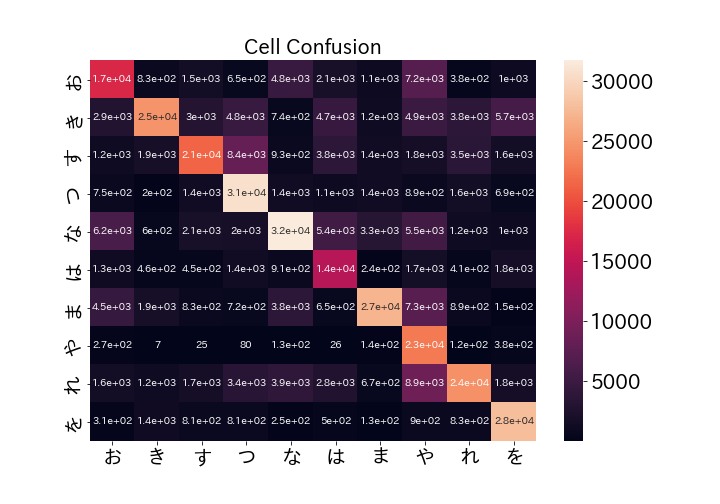 Cell Confusion
お 1.7e+04 8.3e+02 1.5e+03 6.5e+02 4.8e+03 2.1e+03 1.1e+03 7.2e+03 3.8e+02 1e+03
き 2.9e+03 2.5e+04 3e+03 4.8e+03 7.4e+02 4.7e+03 1.2e+03 4.9e+03 3.8e+03 5.7e+03
す 1.2e+03 1.9e+03 2.1e+04 8.4e+03 9.3e+02 3.8e+03 1.4e+03 1.8e+03 3.5e+03 1.6e+03
つ 7.5e+02 2e+02 1.4e+03 3.1e+04 1.4e+03 1.1e+03 1.4e+03 8.9e+02 1.6e+03 6.9e+02
な 6.2e+03 6e+02 2.1e+03 2e+03 3.2e+04 5.4e+03 3.3e+03 5.5e+03 1.2e+03 1e+03
は 1.3e+03 4.6e+02 4.5e+02 1.4e+03 9.1e+02 1.4e+04 2.4e+02 1.7e+03 4.1e+02 1.8e+03
ま 4.5e+03 1.9e+03 8.3e+02 7.2e+02 3.8e+03 6.5e+02 2.7e+04 7.3e+03 8.9e+02 1.5e+02
や 2.7e+02 7 25 80 1.3e+02 26 1.4e+02 2.3e+04 1.2e+02 3.8e+02
れ 1.6e+03 1.2e+03 1.7e+03 3.4e+03 3.9e+03 2.8e+03 6.7e+02 8.9e+03 2.4e+04 1.8e+03
を 3.1e+02 1.4e+03 8.1e+02 8.1e+02 2.5e+02 5e+02 1.3e+02 9e+02 8.3e+02 2.8e+04
お き す つ な は ま や れ を
30000
25000
20000
15000
10000
5000